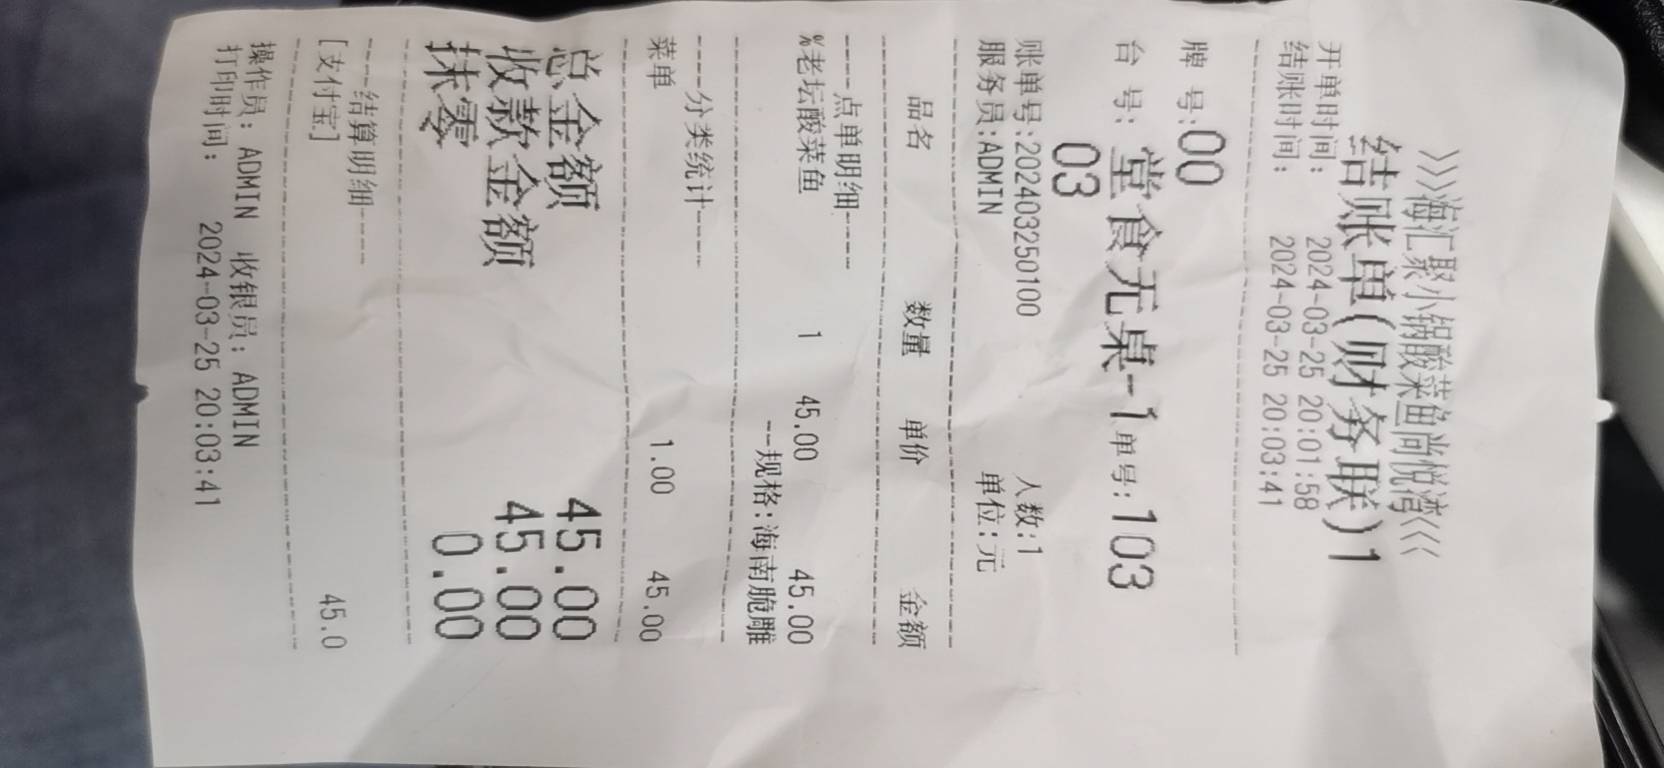 >>>海汇聚小锅酸菜鱼尚悦湾<<<
结账单(财务联)1
开单时间: 2024-03-25 20:01:58
结账时间: 2024-03-25 20:03:41
牌 号:00
台 号: 堂食无桌-1 单号:103
03
账单号:202403250100 人数:1
服务员:ADMIN 单位:元
品名 数量 单价 金额
----点单明细----
%老坛酸菜鱼 1 45.00 45.00
--规格:海南脆雕
----分类统计----
菜单 1.00 45.00
总金额 45.00
收款金额 45.00
抹零 0.00
----结算明细----
[支付宝] 45.0
操作员: ADMIN 收银员: ADMIN
打印时间: 2024-03-25 20:03:41